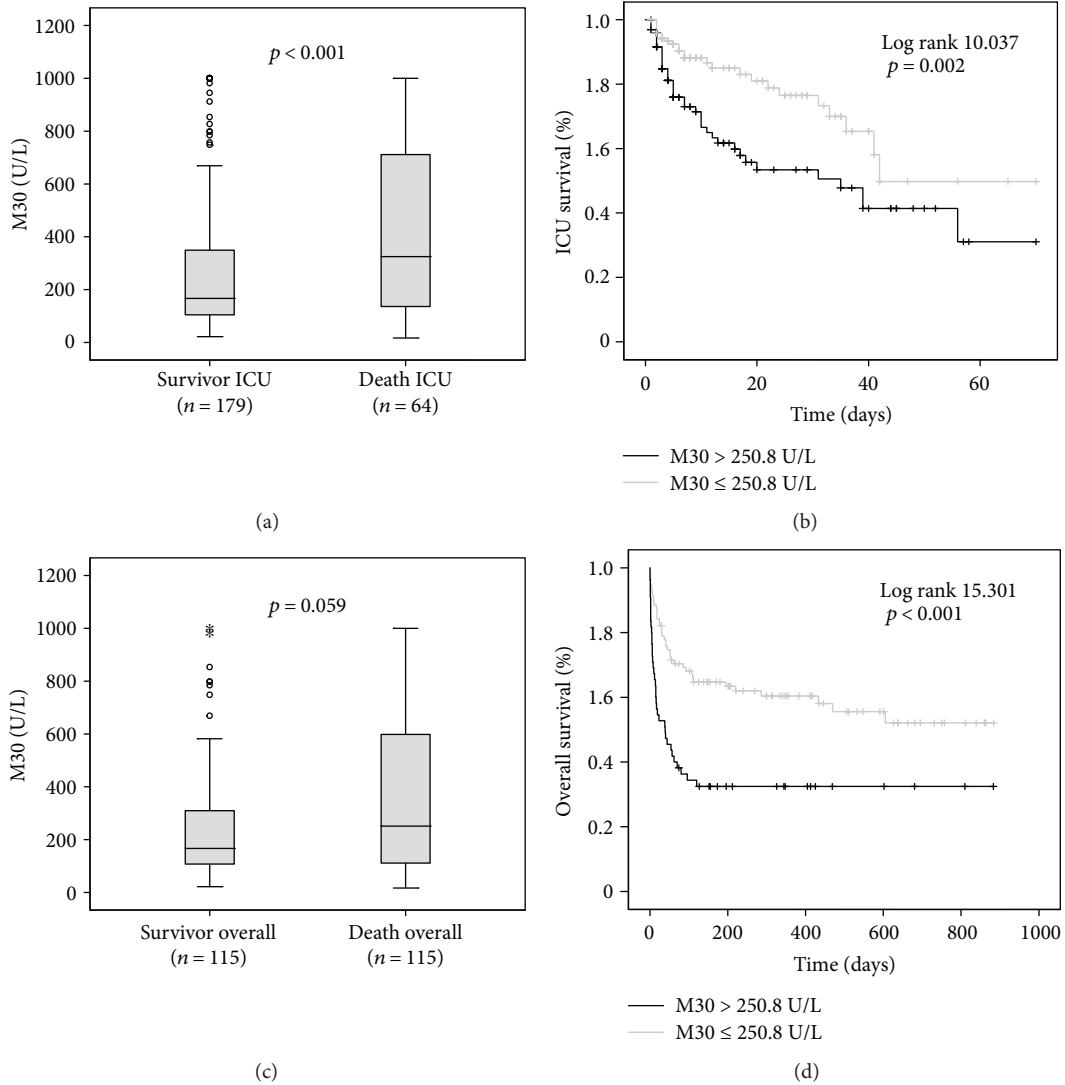 1200
1000
800
600
400
200
0
M30 (U/L)
p < 0.001
Survivor ICU
(n = 179)
Death ICU
(n = 64)
(a)
1.0
1.8
1.6
0.4
0.2
0
ICU survival (%)
Log rank 10.037
p = 0.002
0
20
40
60
Time (days)
M30 > 250.8 U/L
M30 ≤ 250.8 U/L
(b)
1200
1000
800
600
400
200
0
M30 (U/L)
p = 0.059
Survivor overall
(n = 115)
Death overall
(n = 115)
(c)
1.0
1.8
1.6
0.4
0.2
0
Overall survival (%)
Log rank 15.301
p < 0.001
0
200
400
600
800
1000
Time (days)
M30 > 250.8 U/L
M30 ≤ 250.8 U/L
(d)